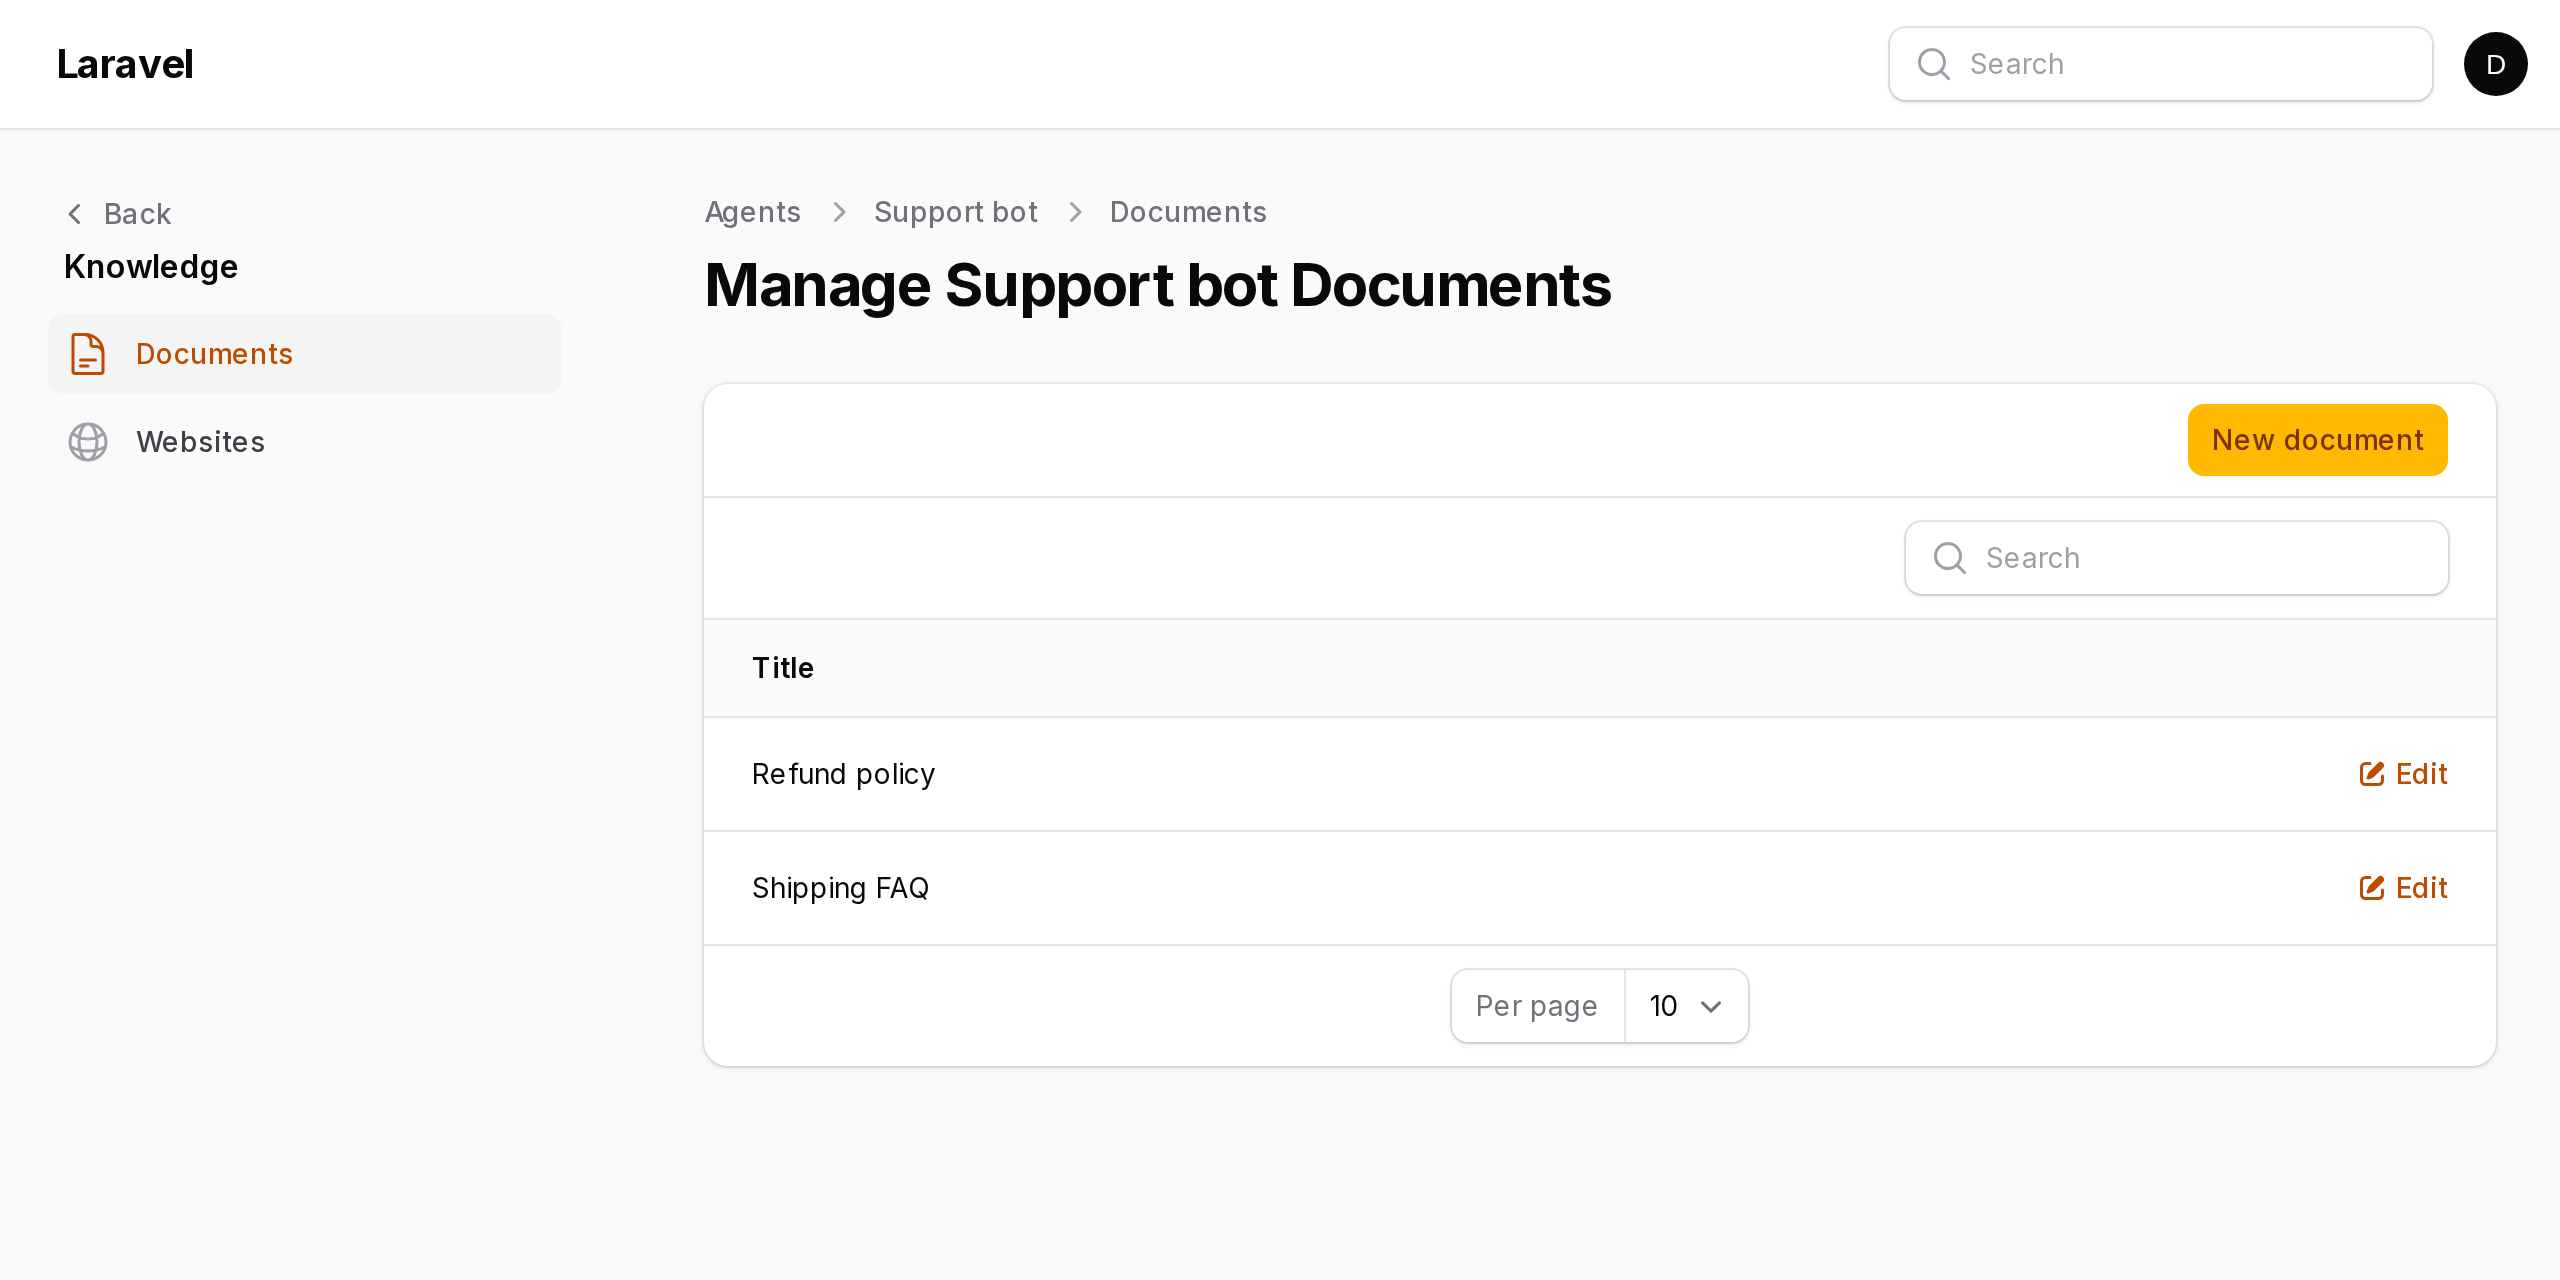 Laravel
Search
D
Back
Knowledge
Documents
Websites
Agents > Support bot > Documents
Manage Support bot Documents
New document
Search
Title
Refund policy
Edit
Shipping FAQ
Edit
Per page 10